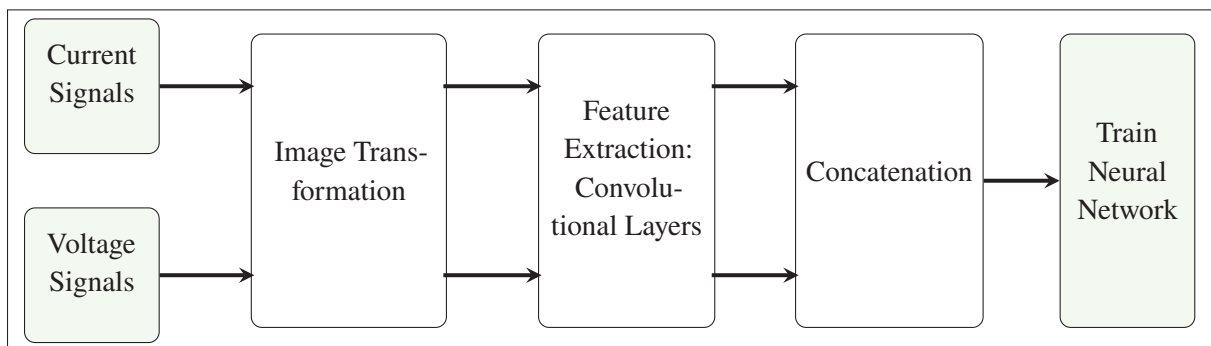 Current
Signals
Voltage
Signals
Image Trans-
formation
Feature
Extraction:
Convolu-
tional Layers
Concatenation
Train
Neural
Network